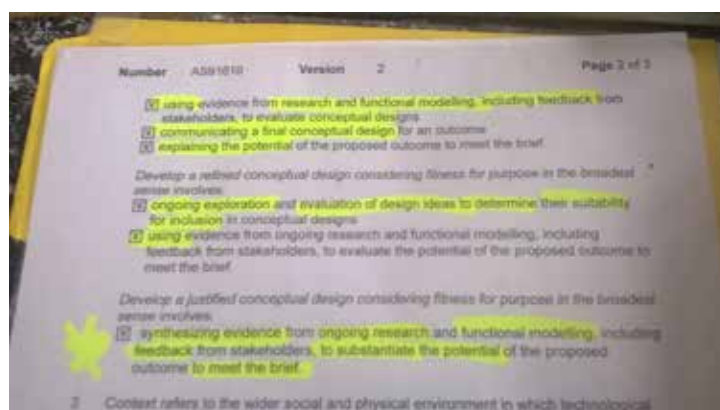 Number AS91610 Version 2 Page 2 of 3
using evidence from research and functional modelling, including feedback from
stakeholders, to evaluate conceptual designs
communicating a final conceptual design for an outcome
explaining the potential of the proposed outcome to meet the brief.
Develop a refined conceptual design considering fitness for purpose in the broadest
sense involves:
ongoing exploration and evaluation of design ideas to determine their suitability
for inclusion in conceptual designs
using evidence from ongoing research and functional modelling, including
feedback from stakeholders, to evaluate the potential of the proposed outcome to
meet the brief.
Develop a justified conceptual design considering fitness for purpose in the broadest
sense involves:
synthesizing evidence from ongoing research and functional modelling, including
feedback from stakeholders, to substantiate the potential of the proposed
outcome to meet the brief.
Context refers to the wider social and physical environment in which technological